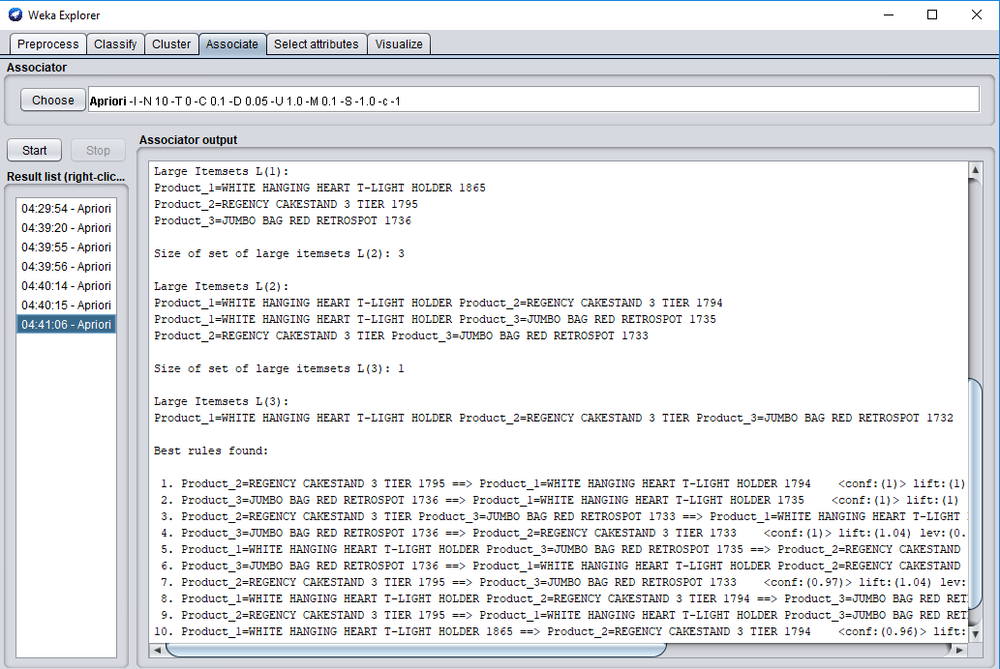 Weka Explorer
Preprocess Classify Cluster Associate Select attributes Visualize
Associator
Choose Apriori -I -N 10 -T 0 -C 0.1 -D 0.05 -U 1.0 -M 0.1 -S -1.0 -c -1
Start Stop
Result list (right-clic...
04:29:54 - Apriori
04:39:20 - Apriori
04:39:55 - Apriori
04:39:56 - Apriori
04:40:14 - Apriori
04:40:15 - Apriori
04:41:06 - Apriori
Associator output
Large Itemsets L(1):
Product_1=WHITE HANGING HEART T-LIGHT HOLDER 1865
Product_2=REGENCY CAKESTAND 3 TIER 1795
Product_3=JUMBO BAG RED RETROSPOT 1736
Size of set of large itemsets L(2): 3
Large Itemsets L(2):
Product_1=WHITE HANGING HEART T-LIGHT HOLDER Product_2=REGENCY CAKESTAND 3 TIER 1794
Product_1=WHITE HANGING HEART T-LIGHT HOLDER Product_3=JUMBO BAG RED RETROSPOT 1735
Product_2=REGENCY CAKESTAND 3 TIER Product_3=JUMBO BAG RED RETROSPOT 1733
Size of set of large itemsets L(3): 1
Large Itemsets L(3):
Product_1=WHITE HANGING HEART T-LIGHT HOLDER Product_2=REGENCY CAKESTAND 3 TIER Product_3=JUMBO BAG RED RETROSPOT 1732
Best rules found:
1. Product_2=REGENCY CAKESTAND 3 TIER 1795 ==> Product_1=WHITE HANGING HEART T-LIGHT HOLDER 1794 <conf:(1)> lift:(1)
2. Product_3=JUMBO BAG RED RETROSPOT 1736 ==> Product_1=WHITE HANGING HEART T-LIGHT HOLDER 1735 <conf:(1)> lift:(1)
3. Product_2=REGENCY CAKESTAND 3 TIER Product_3=JUMBO BAG RED RETROSPOT 1733 ==> Product_1=WHITE HANGING HEART T-LIGHT
4. Product_3=JUMBO BAG RED RETROSPOT 1736 ==> Product_2=REGENCY CAKESTAND 3 TIER 1733 <conf:(1)> lift:(1.04) lev:(0.
5. Product_1=WHITE HANGING HEART T-LIGHT HOLDER Product_3=JUMBO BAG RED RETROSPOT 1735 ==> Product_2=REGENCY CAKESTAND
6. Product_3=JUMBO BAG RED RETROSPOT 1736 ==> Product_1=WHITE HANGING HEART T-LIGHT HOLDER Product_2=REGENCY CAKESTAND
7. Product_2=REGENCY CAKESTAND 3 TIER 1795 ==> Product_3=JUMBO BAG RED RETROSPOT 1733 <conf:(0.97)> lift:(1.04) lev:
8. Product_1=WHITE HANGING HEART T-LIGHT HOLDER Product_2=REGENCY CAKESTAND 3 TIER 1794 ==> Product_3=JUMBO BAG RED RET
9. Product_2=REGENCY CAKESTAND 3 TIER 1795 ==> Product_1=WHITE HANGING HEART T-LIGHT HOLDER Product_3=JUMBO BAG RED RET
10. Product_1=WHITE HANGING HEART T-LIGHT HOLDER 1865 ==> Product_2=REGENCY CAKESTAND 3 TIER 1794 <conf:(0.96)> lift: